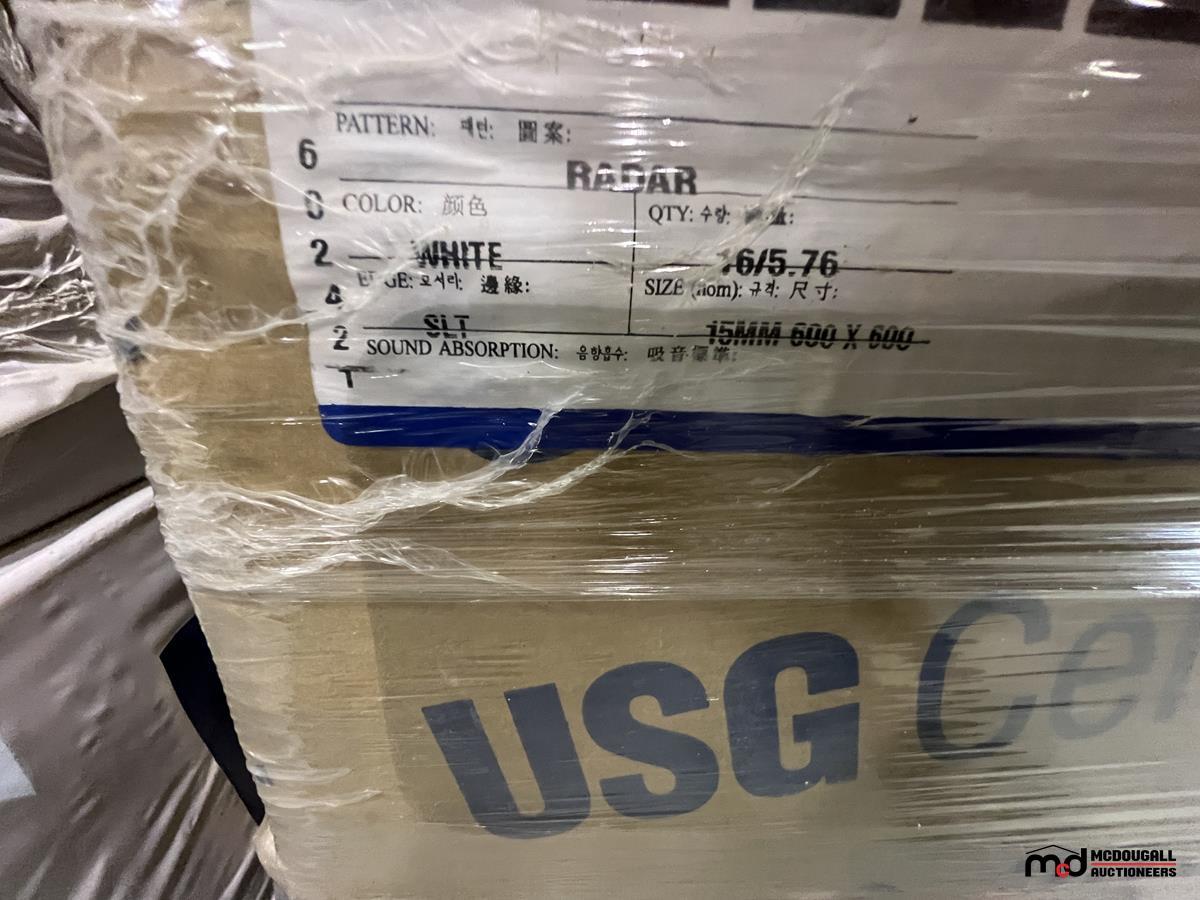 PATTERN: 패턴: 圖案:
RADAR
COLOR: 颜色
QTY: 수량:
WHITE
16/5.76
EDGE: 모서리: 邊緣:
SIZE (nom): 규격: 尺寸:
SLT
15MM 600 X 600
SOUND ABSORPTION: 음향흡수: 吸音
6
0
2
4
2
T
USG Ce
mcd MCDOUGALL
AUCTIONEERS